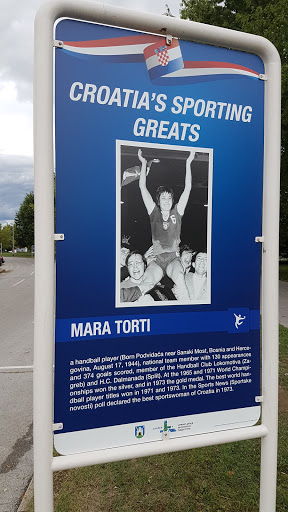 CROATIA'S SPORTING
GREATS
MARA TORTI
a handball player (Born Podvidača near Sanski Most, Bosnia and Herce-
govina, August 17, 1944), national team member with 130 appearances
and 374 goals scored, member of the Handball Club Lokomotiva (Za-
greb) and H.C. Dalmanada (Split). At the 1965 and 1971 World Champi-
onships won the silver, and in 1973 the gold medal. The best world han-
dball player titles won in 1971 and 1973. In the Sports News (Sportske
novosti) poll declared the best sportswoman of Croatia in 1973.